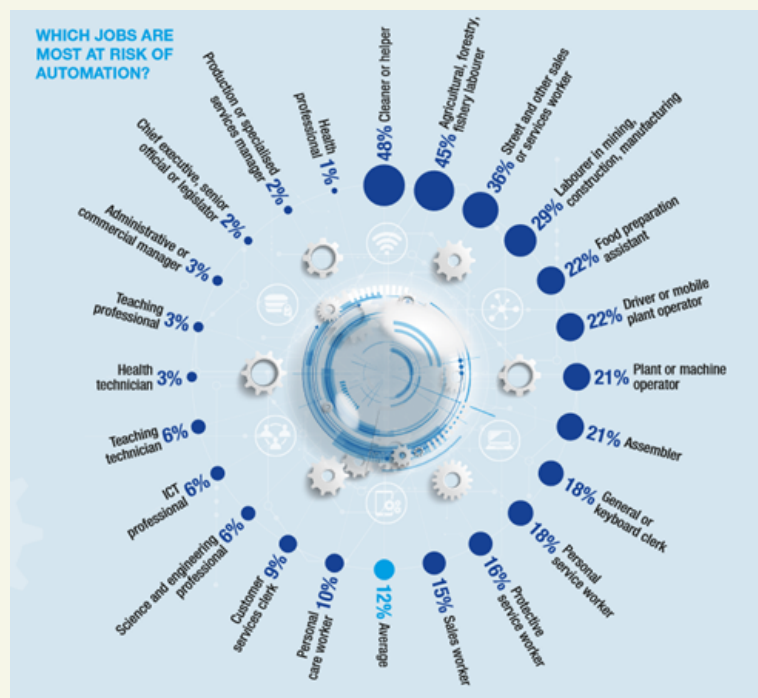 WHICH JOBS ARE
MOST AT RISK OF
AUTOMATION?
48% Cleaner or helper
45% Agricultural, forestry,
fishery labourer
36% Street and other sales
or services worker
29% Labourer in mining,
construction, manufacturing
22% Food preparation
assistant
22% Driver or mobile
plant operator
21% Plant or machine
operator
21% Assembler
18% General or
keyboard clerk
18% Personal
service worker
16% Protective
service worker
15% Sales worker
12% Average
Personal
care worker 10%
Customer
services clerk 9%
Science and engineering
professional 6%
ICT
professional 6%
Teaching
technician 6%
Health
technician 3%
Teaching
professional 3%
Administrative or
commercial manager 3%
Chief executive, senior
official or legislator 2%
Production or specialised
services manager 2%
Health
professional 1%